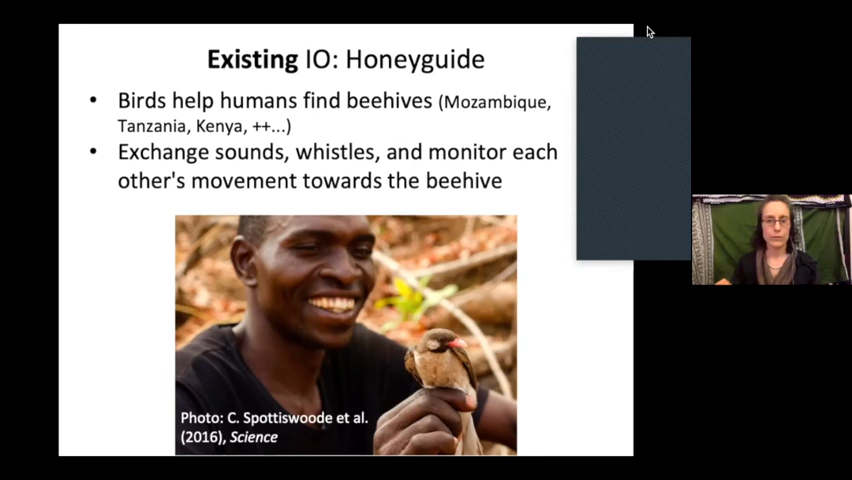 Existing IO: Honeyguide
• Birds help humans find beehives (Mozambique,
Tanzania, Kenya, ++...)
• Exchange sounds, whistles, and monitor each
other's movement towards the beehive
Photo: C. Spottiswoode et al.
(2016), Science